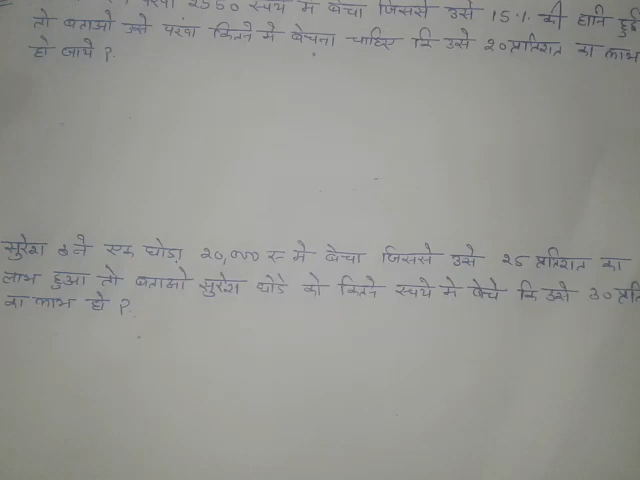 पंखा 2550 रूपये में बेचा जिससे उसे 15% की हानि हुई
तो बताओ उसे पंखा कितने में बेचना चाहिए कि उसे 20 प्रतिशत का लाभ
हो जाये ?
सुरेश ने एक घोड़ा 20,000 रु में बेचा जिससे उसे 25 प्रतिशत का
लाभ हुआ तो बताओ सुरेश घोडे को कितने रूपये में बेचे कि उसे 30 प्रति
का लाभ हो ?